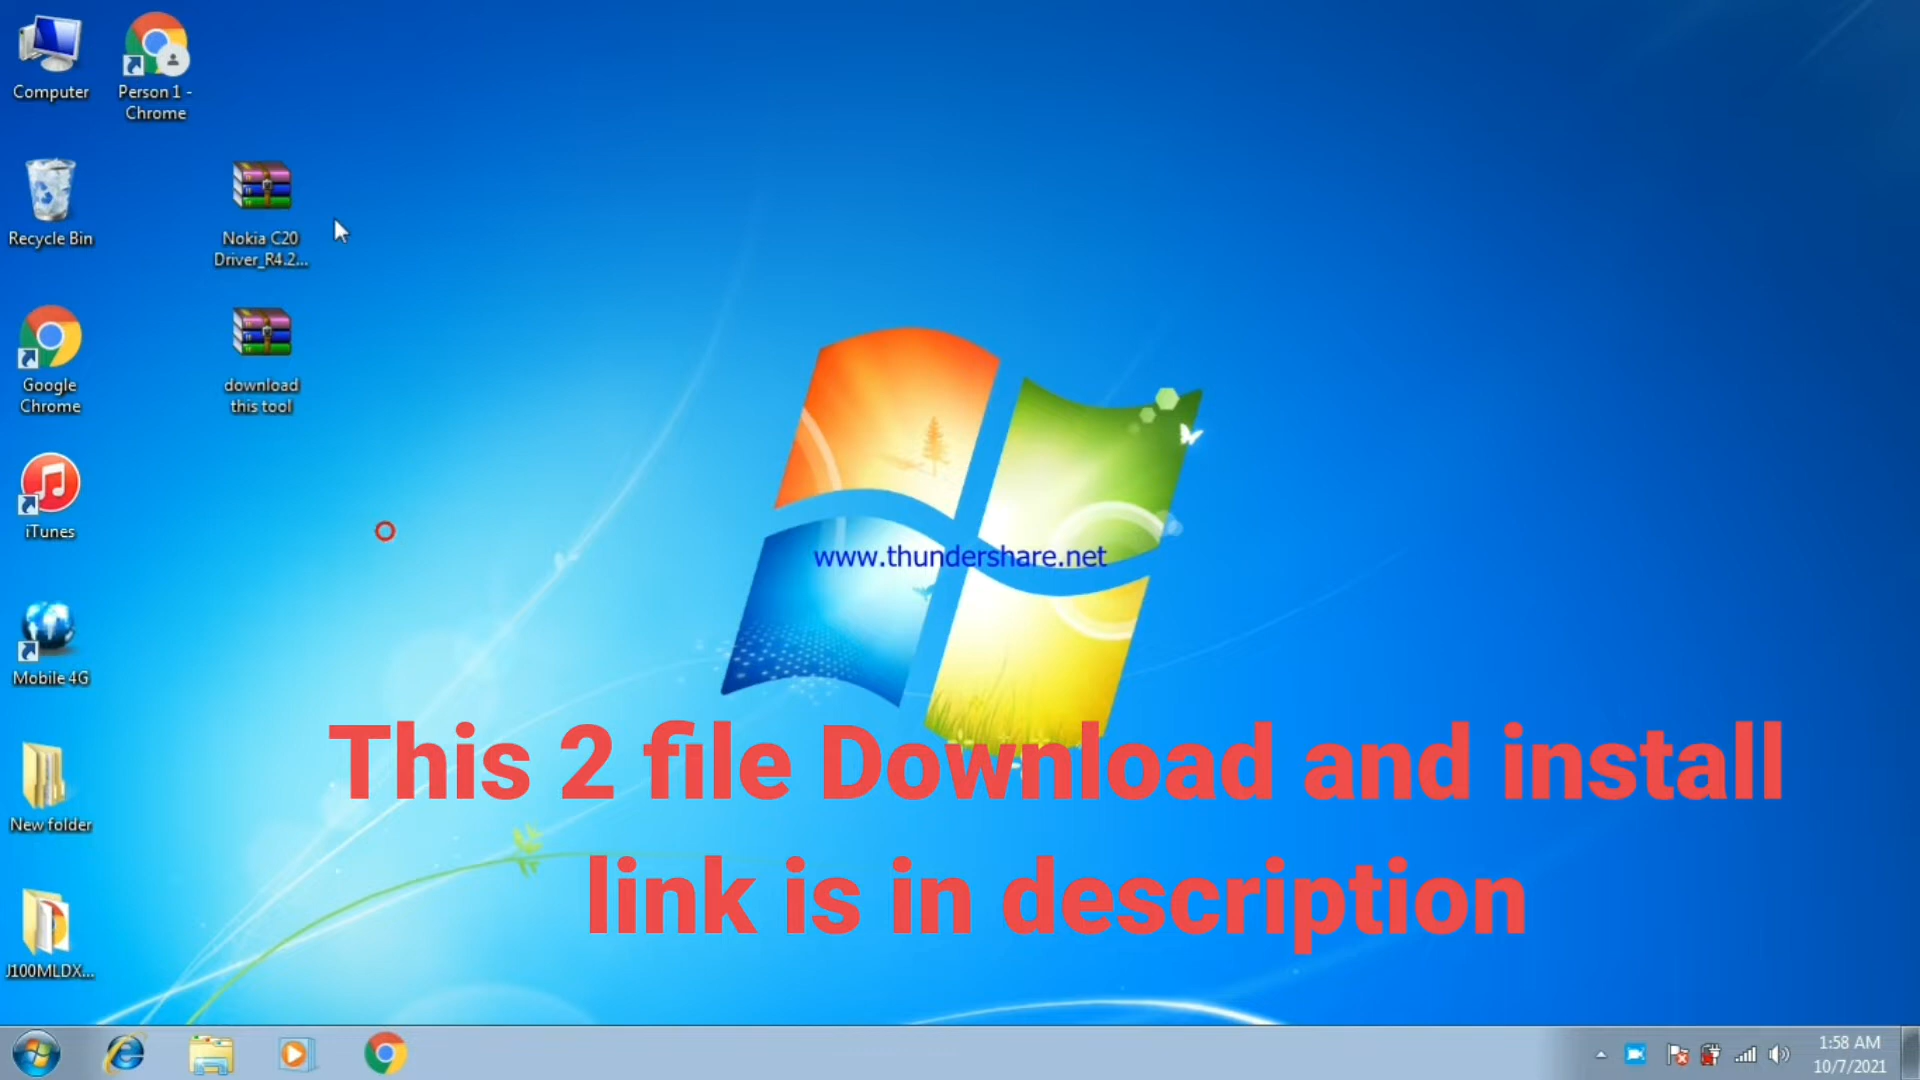 Computer
Person 1 -
Chrome
Recycle Bin
Nokia C20
Driver_R4.2...
Google
Chrome
download
this tool
iTunes
www.thundershare.net
Mobile 4G
This 2 file Download and install
link is in description
New folder
J100MLDX...
1:58 AM
10/7/2021